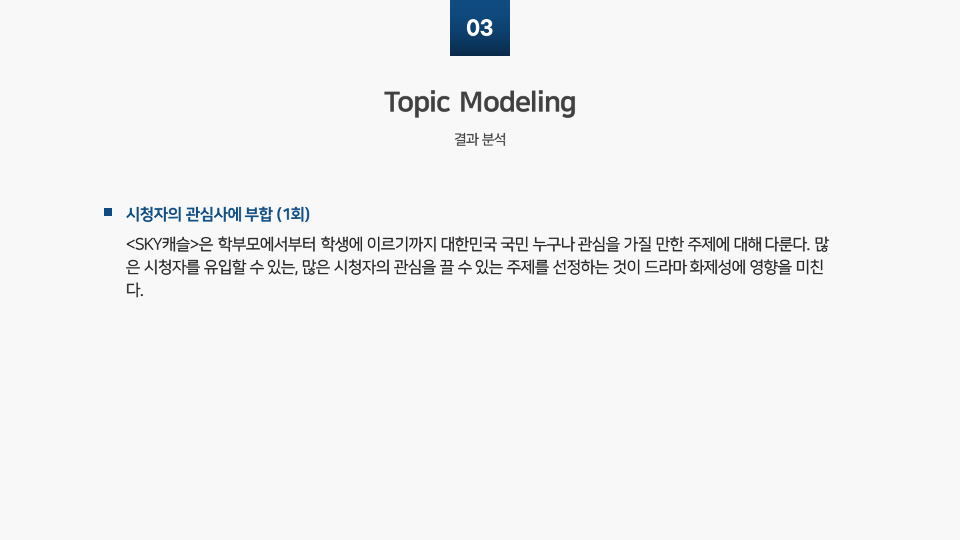 03
Topic Modeling
결과 분석
시청자의 관심사에 부합 (1회)
<SKY캐슬>은 학부모에서부터 학생에 이르기까지 대한민국 국민 누구나 관심을 가질 만한 주제에 대해 다룬다. 많
은 시청자를 유입할 수 있는, 많은 시청자의 관심을 끌 수 있는 주제를 선정하는 것이 드라마 화제성에 영향을 미친
다.